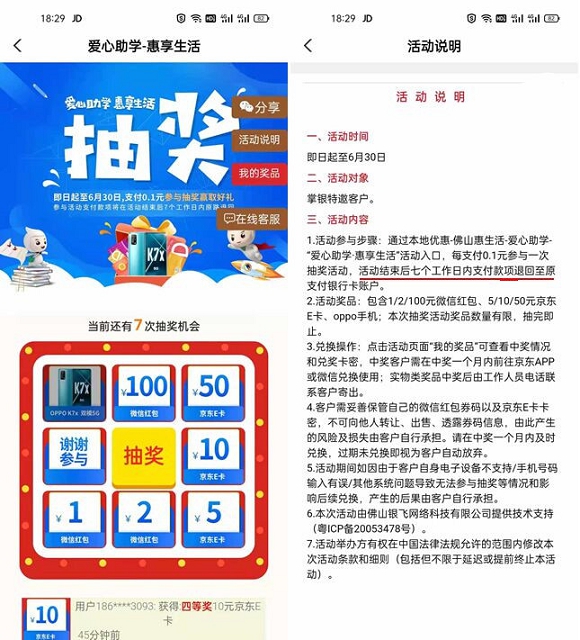 18:29 JD
82
爱心助学-惠享生活
爱心助学 惠享生活
抽奖
即日起至6月30日,支付0.1元参与抽奖赢取好礼
参与活动支付款项将在活动结束后7个工作日内原路退回
分享
活动说明
我的奖品
在线客服
K7x
当前还有7次抽奖机会
K7x
OPPO K7x 双模5G
¥100
微信红包
¥50
京东E卡
谢谢
参与
抽奖
¥10
京东E卡
¥1
微信红包
¥2
微信红包
¥5
京东E卡
¥10
京东E卡
用户186****3093: 获得:四等奖10元京东E
卡
45分钟前
18:29 JD
82
活动说明
活动说明
一、活动时间
即日起至6月30日
二、活动对象
掌银特邀客户。
三、活动内容
1.活动参与步骤：通过本地优惠-佛山惠生活-爱心助学-
“爱心助学-惠享生活”活动入口，每支付0.1元参与一次
抽奖活动，活动结束后七个工作日内支付款项退回至原
支付银行卡账户。
2.活动奖品：包含1/2/100元微信红包、5/10/50元京东
E卡、oppo手机；本次抽奖活动奖品数量有限，抽完即
止。
3.兑换操作：点击活动页面“我的奖品”可查看中奖情况
和兑奖卡密，中奖客户需在中奖一个月内前往京东APP
或微信兑换使用；实物类奖品中奖后由工作人员电话联
系客户寄出。
4.客户需妥善保管自己的微信红包券码以及京东E卡卡
密，不可向他人转让、出售、透露券码信息，由此产生
的风险及损失由客户自行承担。请在中奖一个月内及时
兑换，过期未兑换即视为客户自动放弃。
5.活动期间如因由于客户自身电子设备不支持/手机号码
输入有误/其他系统问题导致无法参与抽奖等情况和影
响后续兑换，产生的后果由客户自行承担。
6.本次活动由佛山银飞网络科技有限公司提供技术支持
（粤ICP备20053478号）。
7.活动举办方有权在中国法律法规允许的范围内修改本
次活动条款和细则（包括但不限于延迟或提前终止本活
动）。